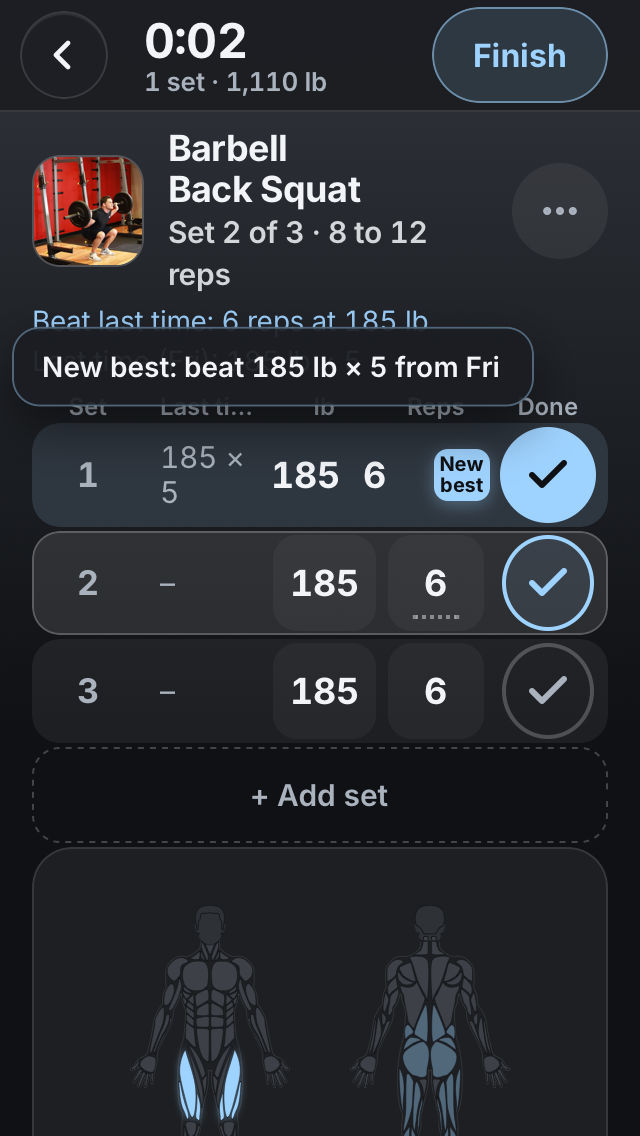 0:02
1 set · 1,110 lb
Finish
Barbell
Back Squat
Set 2 of 3 · 8 to 12
reps
Beat last time: 6 reps at 185 lb
New best: beat 185 lb × 5 from Fri
Set Last ti... lb Reps Done
1 185 × 5 185 6 New best
2 – 185 6
3 – 185 6
+ Add set